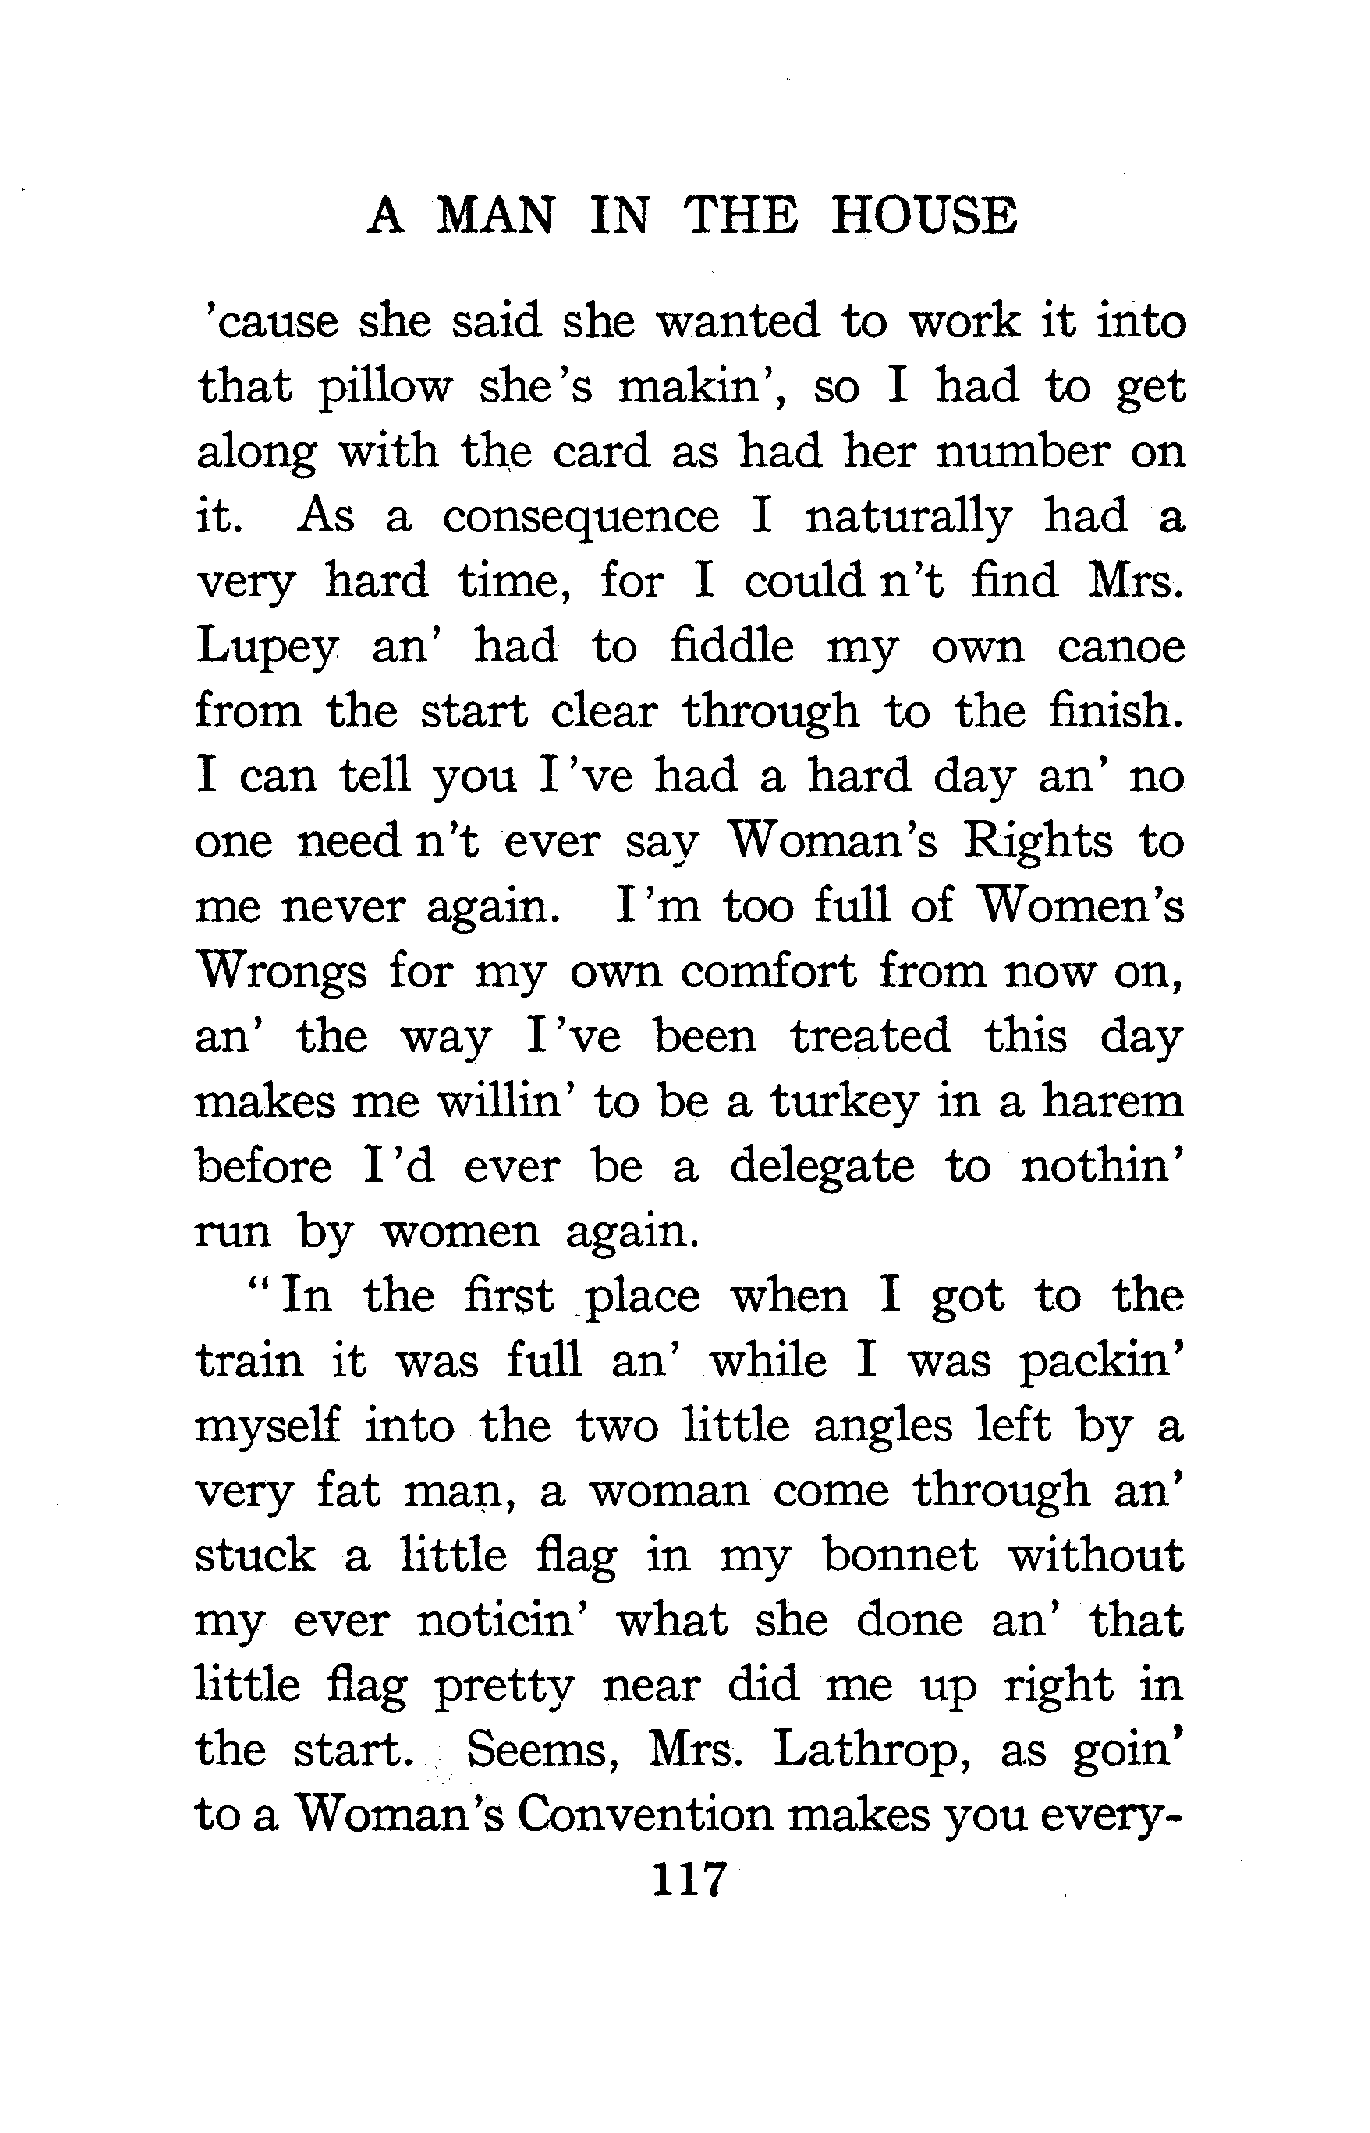 A MAN IN THE HOUSE
'cause she said she wanted to work it into
that pillow she's makin', so I had to get
along with the card as had her number on
it. As a consequence I naturally had a
very hard time, for I could n't find Mrs.
Lupey an' had to fiddle my own canoe
from the start clear through to the finish.
I can tell you I 've had a hard day an' no
one need n't ever say Woman's Rights to
me never again. I 'm too full of Women's
Wrongs for my own comfort from now on,
an' the way I 've been treated this day
makes me willin' to be a turkey in a harem
before I 'd ever be a delegate to nothin'
run by women again.
" In the first place when I got to the
train it was full an' while I was packin'
myself into the two little angles left by a
very fat man, a woman come through an'
stuck a little flag in my bonnet without
my ever noticin' what she done an' that
little flag pretty near did me up right in
the start. Seems, Mrs. Lathrop, as goin'
to a Woman's Convention makes you every-
117